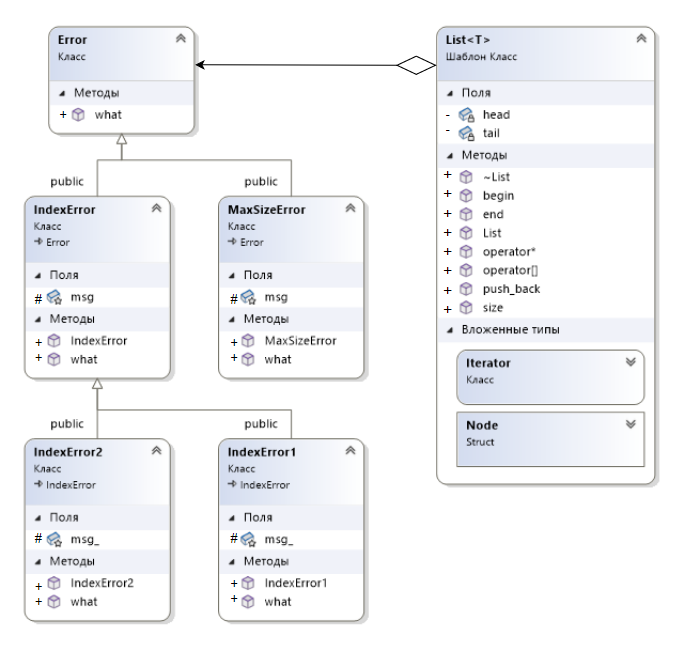 Error
Класс
Методы
+ what
public
public
IndexError
Класс
Error
Поля
# msg
Методы
+ IndexError
+ what
MaxSizeError
Класс
Error
Поля
# msg
Методы
+ MaxSizeError
+ what
public
public
IndexError2
Класс
IndexError
Поля
# msg_
Методы
+ IndexError2
+ what
IndexError1
Класс
IndexError
Поля
# msg_
Методы
+ IndexError1
+ what
List<T>
Шаблон Класс
Поля
- head
- tail
Методы
+ ~List
+ begin
+ end
+ List
+ operator*
+ operator[]
+ push_back
+ size
Вложенные типы
Iterator
Класс
Node
Struct